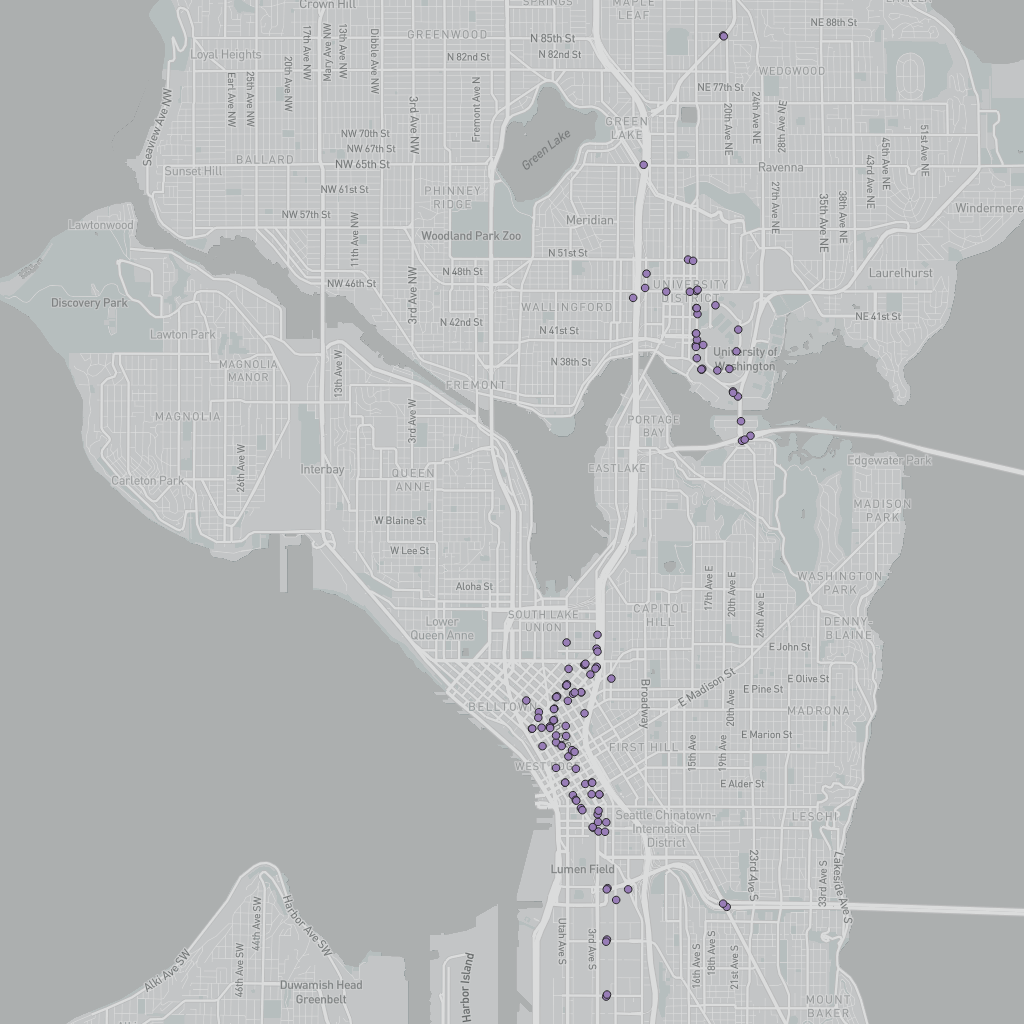 Crown Hill
SPRINGS
MAPLE
LEAF
NE 88th St
17th Ave NW
Mary Ave NW
13th Ave NW
Dibble Ave NW
GREENWOOD
N 85th St
N 82nd St
N 82nd St
Loyal Heights
20th Ave NW
Earl Ave NW
25th Ave NW
WEDGWOOD
NE 77th St
Fremont Ave N
3rd Ave NW
24th Ave NE
20th Ave NE
28th Ave NE
Seaview Ave NW
GREEN
LAKE
NW 70th St
NW 67th St
NW 65th St
BALLARD
Green Lake
51st Ave NE
45th Ave NE
43rd Ave NE
Sunset Hill
Ravenna
NW 61st St
PHINNEY
RIDGE
27th Ave NE
35th Ave NE
38th Ave NE
Windermere
NW 57th St
Meridian
Lawtonwood
11th Ave NW
Woodland Park Zoo
N 51st St
N 48th St
Laurelhurst
NW 46th St
3rd Ave NW
UNIVERSITY
DISTRICT
Discovery Park
WALLINGFORD
NE 41st St
N 42nd St
N 41st St
Lawton Park
University of
Washington
N 38th St
MAGNOLIA
MANOR
13th Ave W
FREMONT
MAGNOLIA
3rd Ave W
PORTAGE
BAY
26th Ave W
Interbay
QUEEN
ANNE
EASTLAKE
Edgewater Park
Carleton Park
MADISON
PARK
W Blaine St
W Lee St
WASHINGTON
PARK
Aloha St
17th Ave E
20th Ave E
24th Ave E
SOUTH LAKE
UNION
CAPITOL
HILL
Lower
Queen Anne
DENNY-
BLAINE
E John St
E Madison St
E Olive St
E Pine St
Broadway
20th Ave
BELLTOWN
MADRONA
E Marion St
FIRST HILL
15th Ave
19th Ave
E Alder St
Seattle Chinatown-
International
District
LESCHI
23rd Ave S
33rd Ave S
Lakeside Ave S
Lumen Field
Harbor Ave SW
44th Ave SW
Utah Ave S
3rd Ave S
16th Ave S
18th Ave S
21st Ave S
Alki Ave SW
46th Ave SW
Duwamish Head
Greenbelt
Harbor Island
MOUNT
BAKER